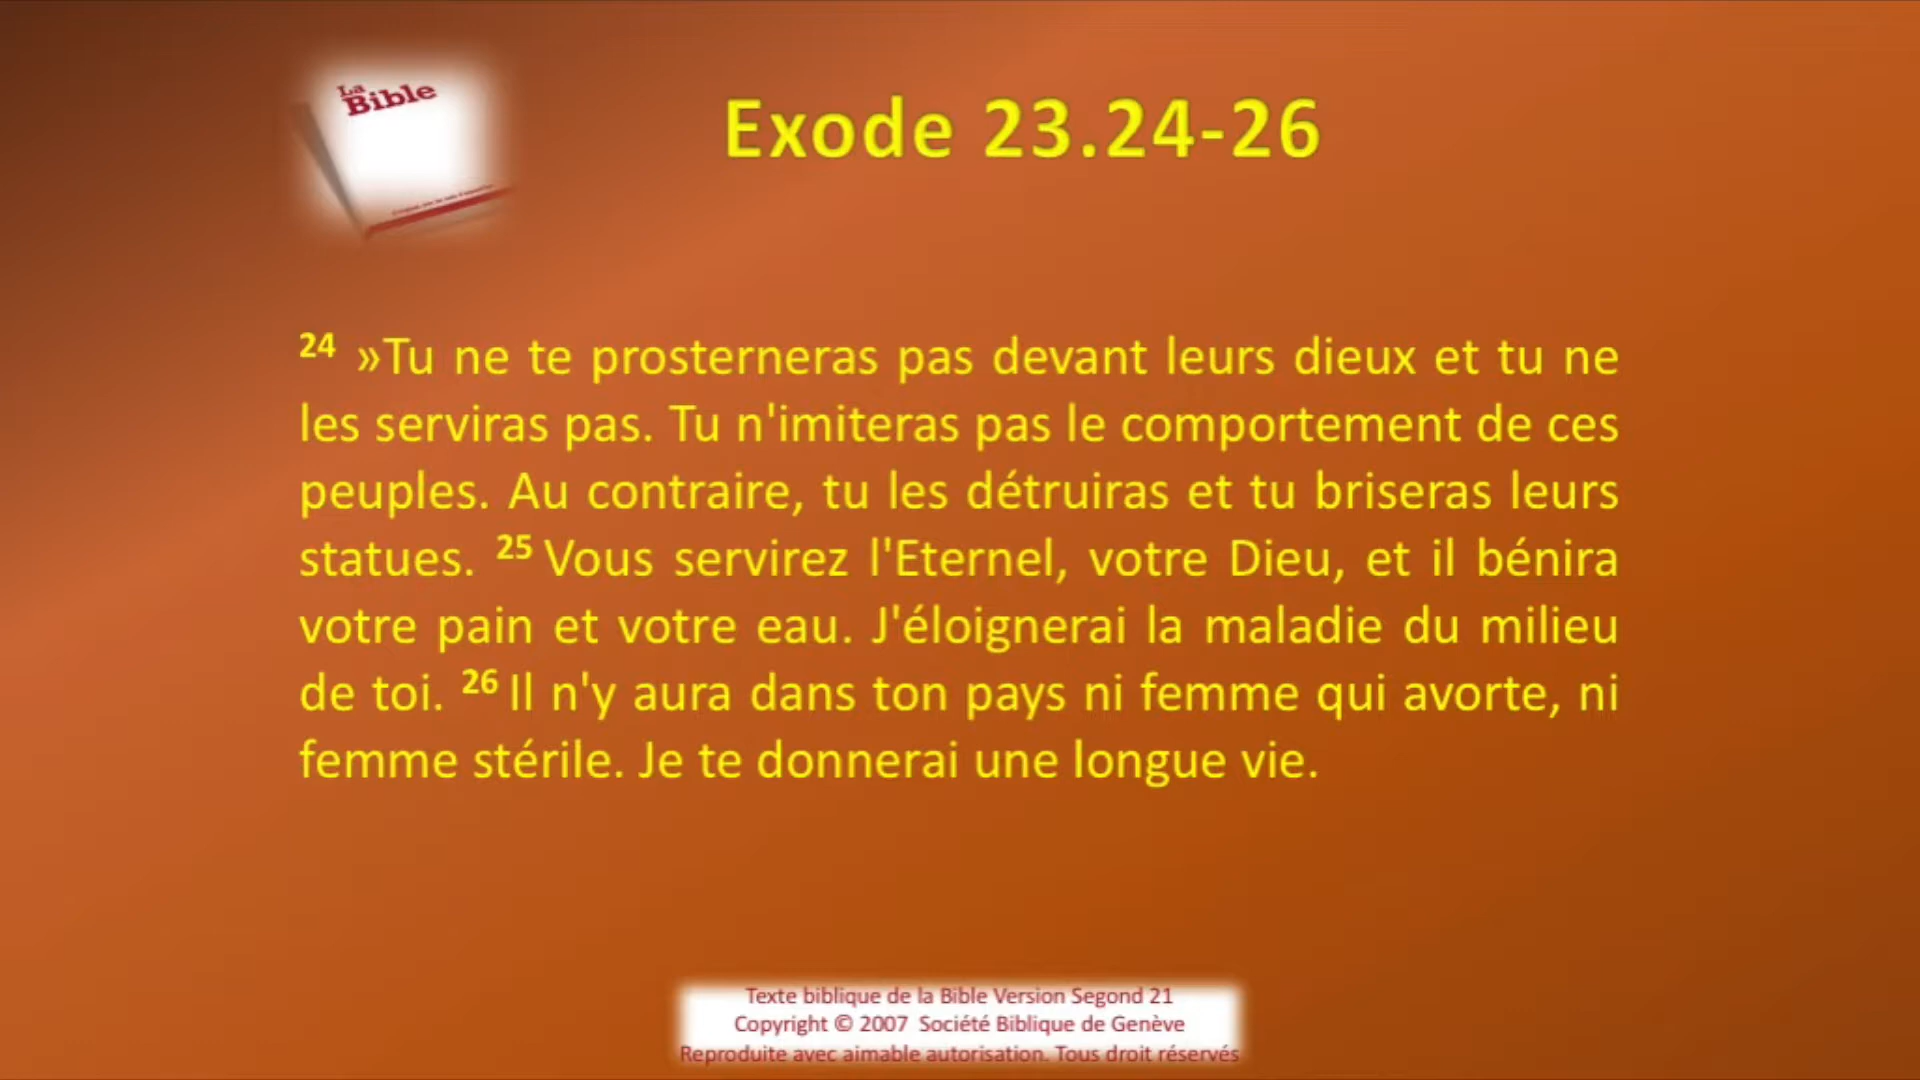 La
Bible
Exode 23.24-26
24 »Tu ne te prosterneras pas devant leurs dieux et tu ne
les serviras pas. Tu n'imiteras pas le comportement de ces
peuples. Au contraire, tu les détruiras et tu briseras leurs
statues. 25 Vous servirez l'Eternel, votre Dieu, et il bénira
votre pain et votre eau. J'éloignerai la maladie du milieu
de toi. 26 Il n'y aura dans ton pays ni femme qui avorte, ni
femme stérile. Je te donnerai une longue vie.
Texte biblique de la Bible Version Segond 21
Copyright © 2007 Société Biblique de Genève
Reproduite avec aimable autorisation. Tous droit réservés